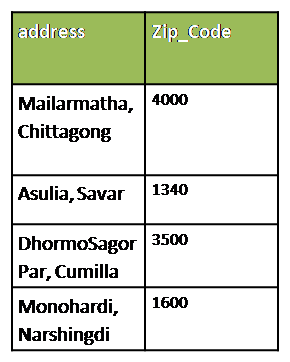 address Zip_Code
Mailarmatha, 4000
Chittagong
Asulia, Savar 1340
DhormoSagor 3500
Par, Cumilla
Monohardi, 1600
Narshingdi